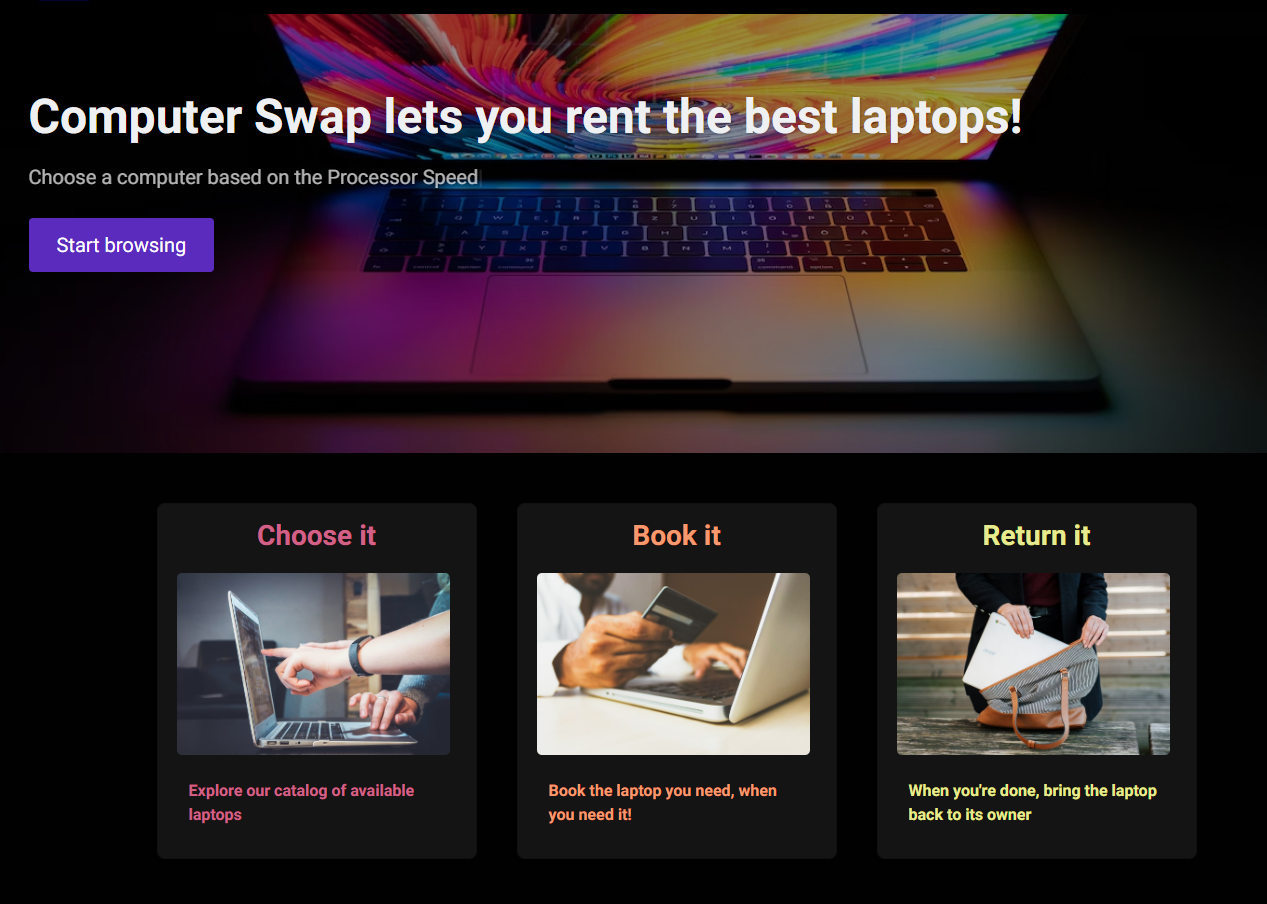 Computer Swap lets you rent the best laptops!
Choose a computer based on the Processor Speed
Start browsing
Choose it
Book it
Return it
Explore our catalog of available
laptops
Book the laptop you need, when
you need it!
When you're done, bring the laptop
back to its owner